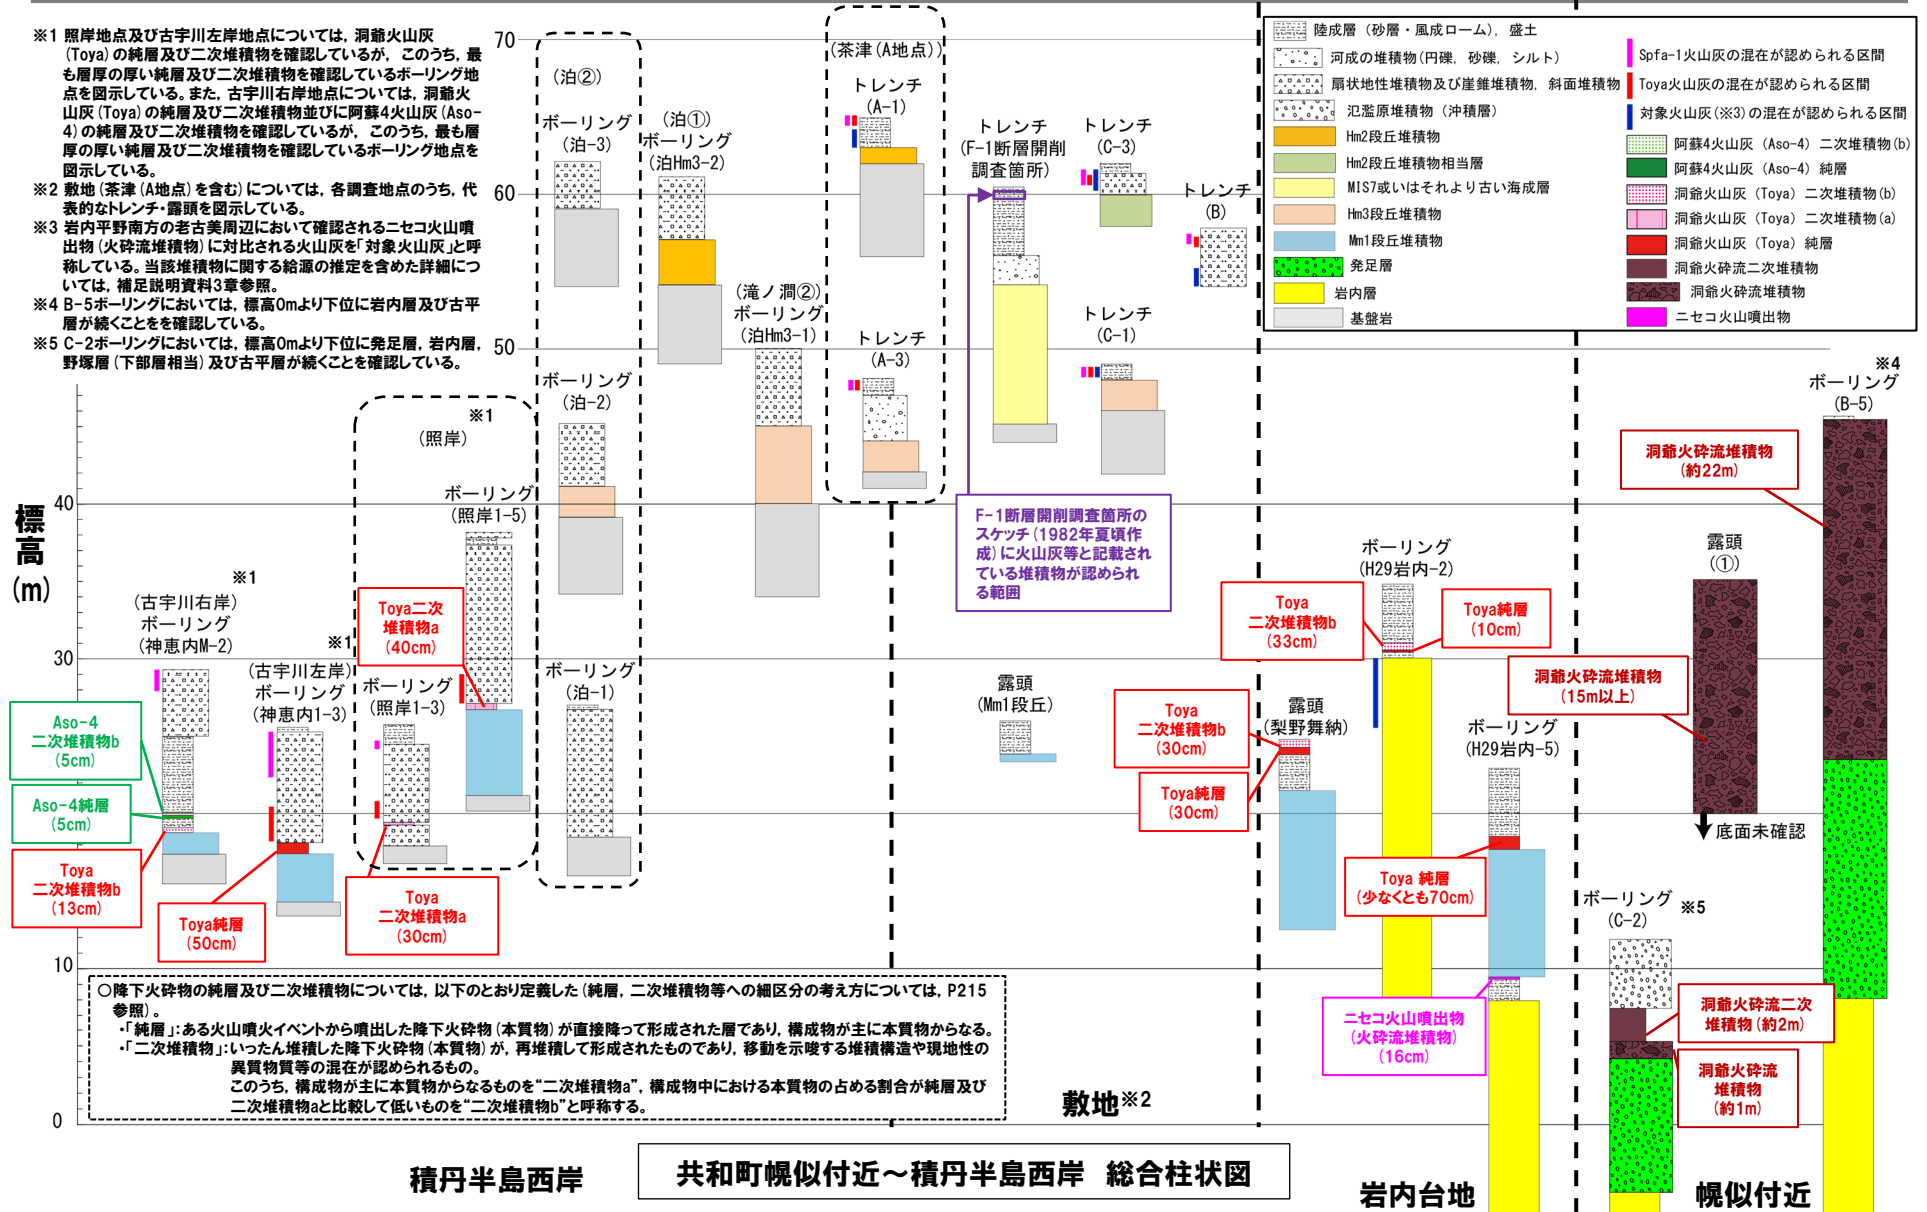 ※1 照岸地点及び古宇川左岸地点については，洞爺火山灰
(Toya)の純層及び二次堆積物を確認しているが，このうち，最
も層厚の厚い純層及び二次堆積物を確認しているボーリング地
点を図示している。また，古宇川右岸地点については，洞爺火
山灰(Toya)の純層及び二次堆積物並びに阿蘇4火山灰(Aso-
4)の純層及び二次堆積物を確認しているが，このうち，最も層
厚の厚い純層及び二次堆積物を確認しているボーリング地点を
図示している。
※2 敷地(茶津(A地点)を含む)については，各調査地点のうち，代
表的なトレンチ・露頭を図示している。
※3 岩内平野南方の老古美周辺において確認されるニセコ火山噴
出物(火砕流堆積物)に対比される火山灰を「対象火山灰」と呼
称している。当該堆積物に関する給源の推定を含めた詳細につ
いては，補足説明資料3章参照。
※4 B-5ボーリングにおいては，標高0mより下位に岩内層及び古平
層が続くことをを確認している。
※5 C-2ボーリングにおいては，標高0mより下位に発足層，岩内層，
野塚層(下部層相当)及び古平層が続くことを確認している。
陸成層(砂層・風成ローム)，盛土
河成の堆積物(円礫，砂礫，シルト)
扇状地性堆積物及び崖錐堆積物，斜面堆積物
氾濫原堆積物(沖積層)
Hm2段丘堆積物
Hm2段丘堆積物相当層
MIS7或いはそれより古い海成層
Hm3段丘堆積物
Mm1段丘堆積物
発足層
岩内層
基盤岩
Spfa-1火山灰の混在が認められる区間
Toya火山灰の混在が認められる区間
対象火山灰(※3)の混在が認められる区間
阿蘇4火山灰(Aso-4)二次堆積物(b)
阿蘇4火山灰(Aso-4)純層
洞爺火山灰(Toya)二次堆積物(b)
洞爺火山灰(Toya)二次堆積物(a)
洞爺火山灰(Toya)純層
洞爺火砕流二次堆積物
洞爺火砕流堆積物
ニセコ火山噴出物
標高
(m)
70
60
50
40
30
10
0
※1
(古宇川右岸)
ボーリング
(神恵内M-2)
※1
(古宇川左岸)
ボーリング
(神恵内1-3)
※1
(照岸)
ボーリング
(照岸1-5)
ボーリング
(照岸1-3)
(泊②)
ボーリング
(泊-3)
ボーリング
(泊-2)
ボーリング
(泊-1)
(泊①)
ボーリング
(泊Hm3-2)
(滝ノ澗②)
ボーリング
(泊Hm3-1)
(茶津(A地点))
トレンチ
(A-1)
トレンチ
(A-3)
トレンチ
(F-1断層開削
調査箇所)
トレンチ
(C-3)
トレンチ
(C-1)
トレンチ
(B)
露頭
(Mm1段丘)
露頭
(梨野舞納)
ボーリング
(H29岩内-2)
ボーリング
(H29岩内-5)
露頭
(①)
底面未確認
※4
ボーリング
(B-5)
ボーリング
(C-2)
※5
F-1断層開削調査箇所の
スケッチ(1982年夏頃作
成)に火山灰等と記載され
ている堆積物が認められ
る範囲
Aso-4
二次堆積物b
(5cm)
Aso-4純層
(5cm)
Toya
二次堆積物b
(13cm)
Toya純層
(50cm)
Toya二次
堆積物a
(40cm)
Toya
二次堆積物a
(30cm)
Toya
二次堆積物b
(33cm)
Toya純層
(10cm)
Toya
二次堆積物b
(30cm)
Toya純層
(30cm)
Toya 純層
(少なくとも70cm)
ニセコ火山噴出物
(火砕流堆積物)
(16cm)
洞爺火砕流堆積物
(約22m)
洞爺火砕流堆積物
(15m以上)
洞爺火砕流二次
堆積物(約2m)
洞爺火砕流
堆積物
(約1m)
○降下火砕物の純層及び二次堆積物については，以下のとおり定義した(純層，二次堆積物等への細区分の考え方については，P215
参照)。
・「純層」：ある火山噴火イベントから噴出した降下火砕物(本質物)が直接降って形成された層であり，構成物が主に本質物からなる。
・「二次堆積物」：いったん堆積した降下火砕物(本質物)が，再堆積して形成されたものであり，移動を示唆する堆積構造や現地性の
異質物質等の混在が認められるもの。
このうち，構成物が主に本質物からなるものを“二次堆積物a”，構成物中における本質物の占める割合が純層及び
二次堆積物aと比較して低いものを“二次堆積物b”と呼称する。
積丹半島西岸
敷地※2
岩内台地
幌似付近
共和町幌似付近～積丹半島西岸 総合柱状図